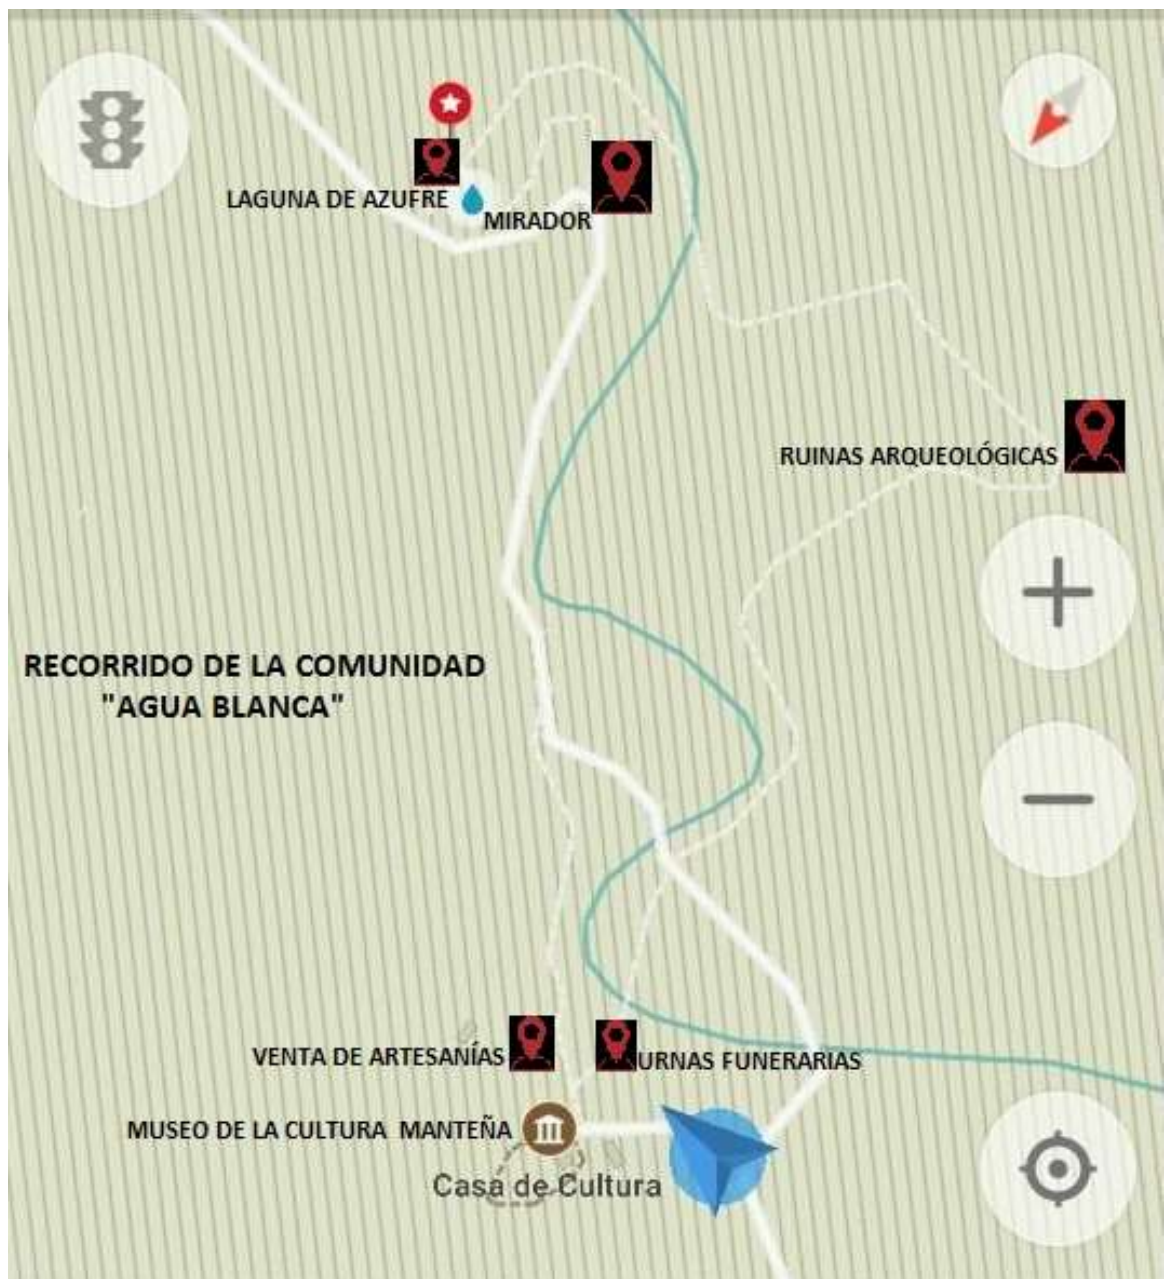 LAGUNA DE AZUFRE
MIRADOR
RUINAS ARQUEOLÓGICAS
RECORRIDO DE LA COMUNIDAD
"AGUA BLANCA"
VENTA DE ARTESANÍAS
URNAS FUNERARIAS
MUSEO DE LA CULTURA MANTEÑA
Casa de Cultura